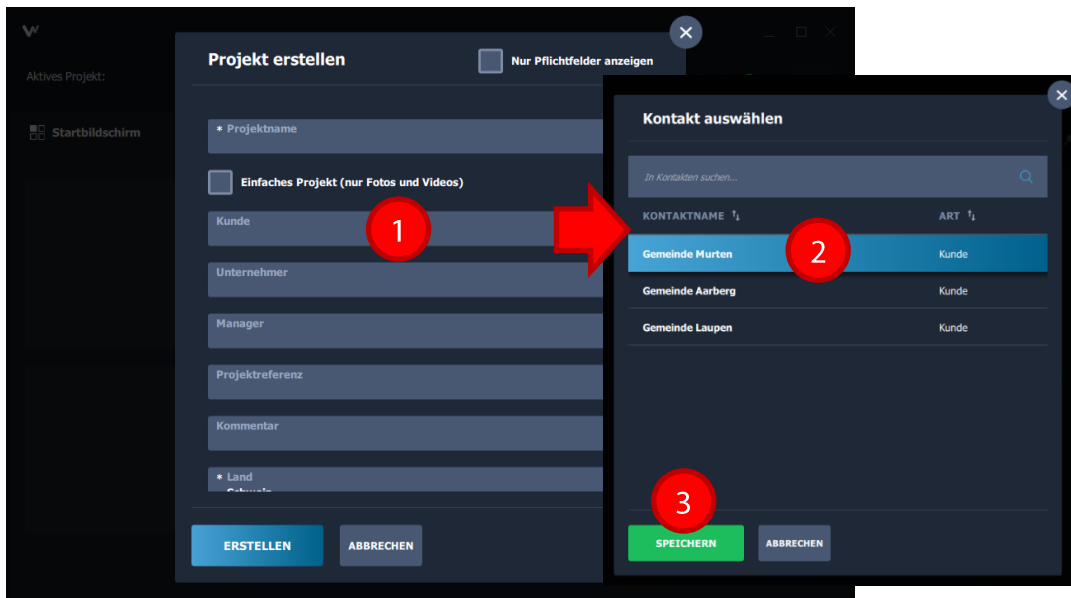 Aktives Projekt:
Startbildschirm
Projekt erstellen
Nur Pflichtfelder anzeigen
* Projektname
Einfaches Projekt (nur Fotos und Videos)
Kunde
1
Unternehmer
Manager
Projektreferenz
Kommentar
* Land
Schweiz
ERSTELLEN
ABBRECHEN
Kontakt auswählen
In Kontakten suchen...
KONTAKTNAME
ART
Gemeinde Murten
2
Kunde
Gemeinde Aarberg
Kunde
Gemeinde Laupen
Kunde
3
SPEICHERN
ABBRECHEN